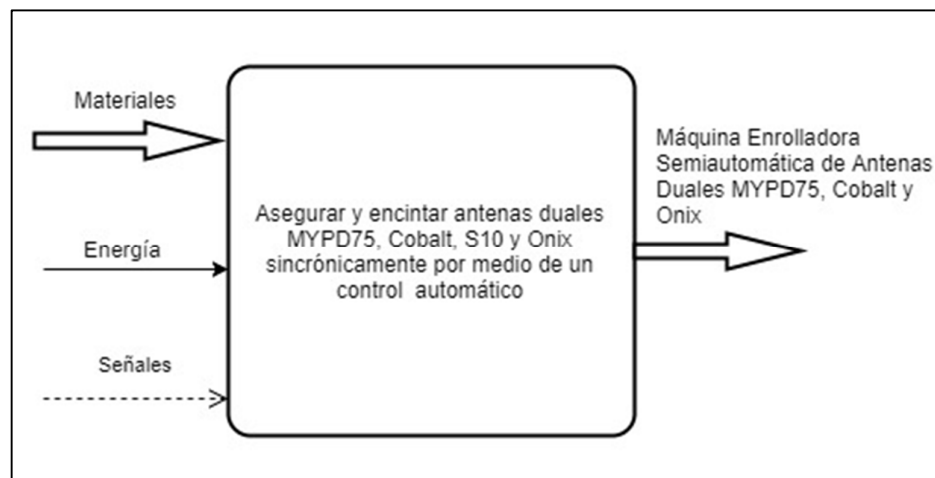 Materiales
Energía
Señales
Asegurar y encintar antenas duales
MYPD75, Cobalt, S10 y Onix
sincrónicamente por medio de un
control automático
Máquina Enrolladora
Semiautomática de Antenas
Duales MYPD75, Cobalt y
Onix